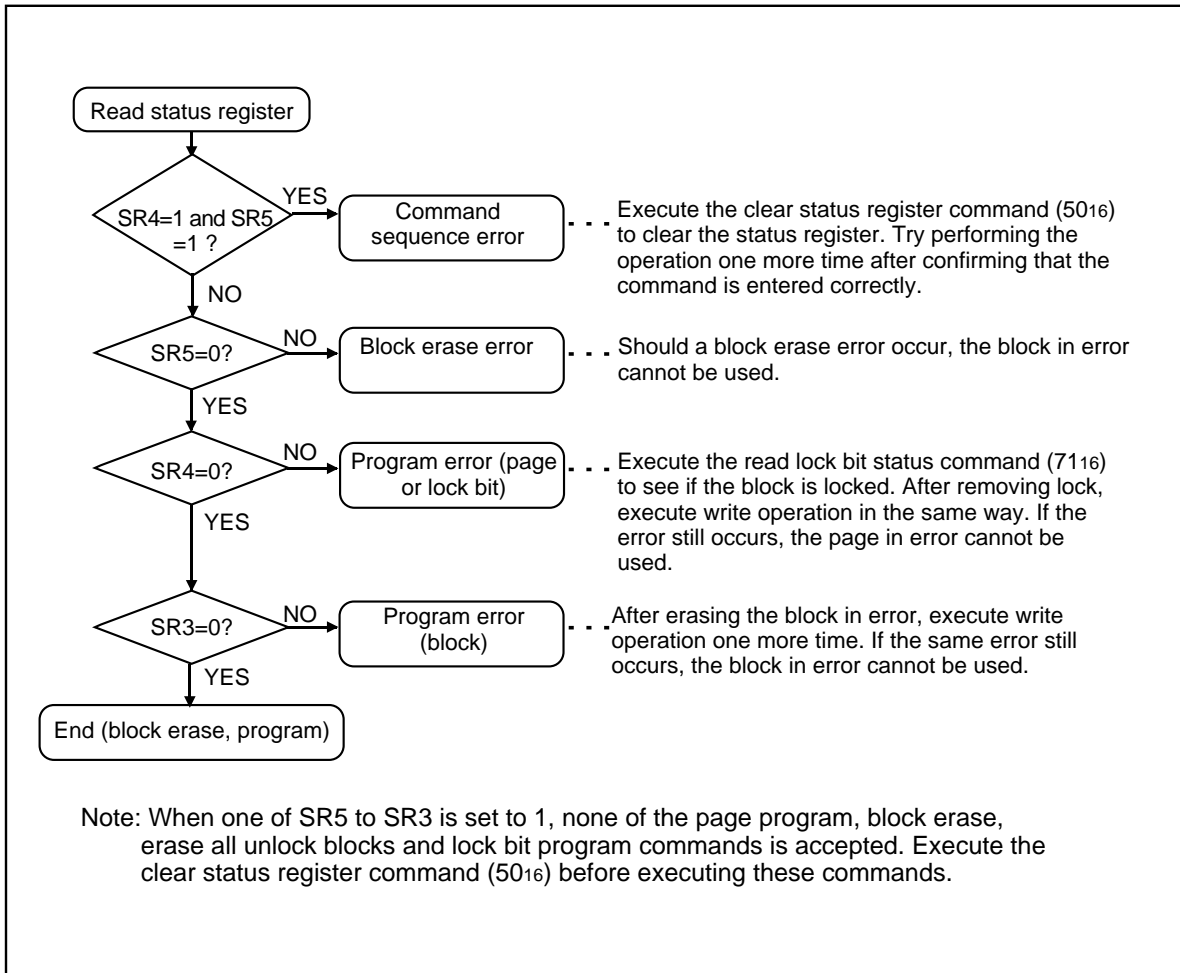 Read status register
YES
SR4=1 and SR5
=1 ?
Command
sequence error
Execute the clear status register command (5016)
to clear the status register. Try performing the
operation one more time after confirming that the
command is entered correctly.
NO
SR5=0?
NO
Block erase error
Should a block erase error occur, the block in error
cannot be used.
YES
SR4=0?
NO
Program error (page
or lock bit)
Execute the read lock bit status command (7116)
to see if the block is locked. After removing lock,
execute write operation in the same way. If the
error still occurs, the page in error cannot be
used.
YES
SR3=0?
NO
Program error
(block)
After erasing the block in error, execute write
operation one more time. If the same error still
occurs, the block in error cannot be used.
YES
End (block erase, program)
Note: When one of SR5 to SR3 is set to 1, none of the page program, block erase,
erase all unlock blocks and lock bit program commands is accepted. Execute the
clear status register command (5016) before executing these commands.